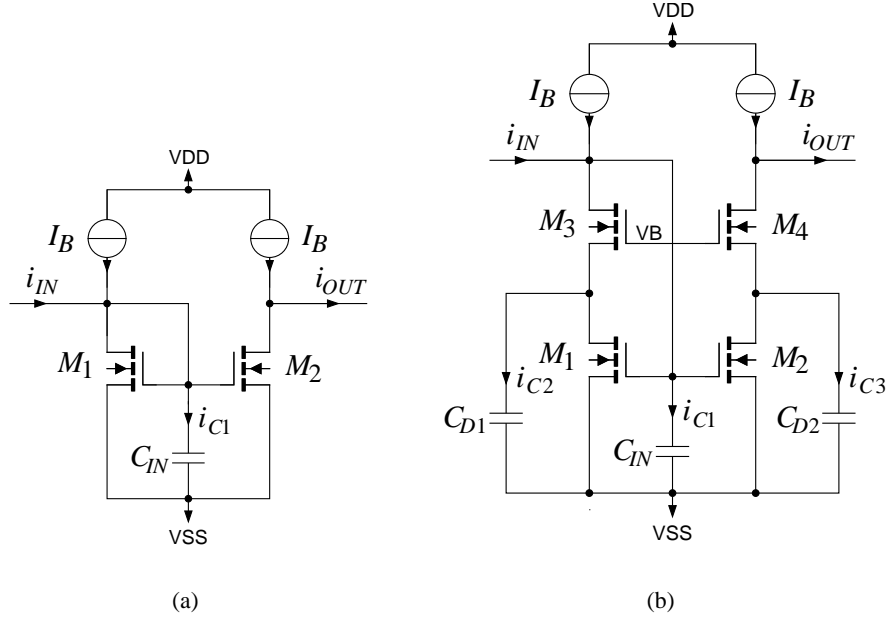 VDD
I_B I_B
i_IN i_OUT
M_1 M_2
i_C1
C_IN
VSS
(a)
VDD
I_B I_B
i_IN i_OUT
M_3 VB M_4
M_1 M_2
i_C2 i_C1 i_C3
C_D1 C_IN C_D2
VSS
(b)